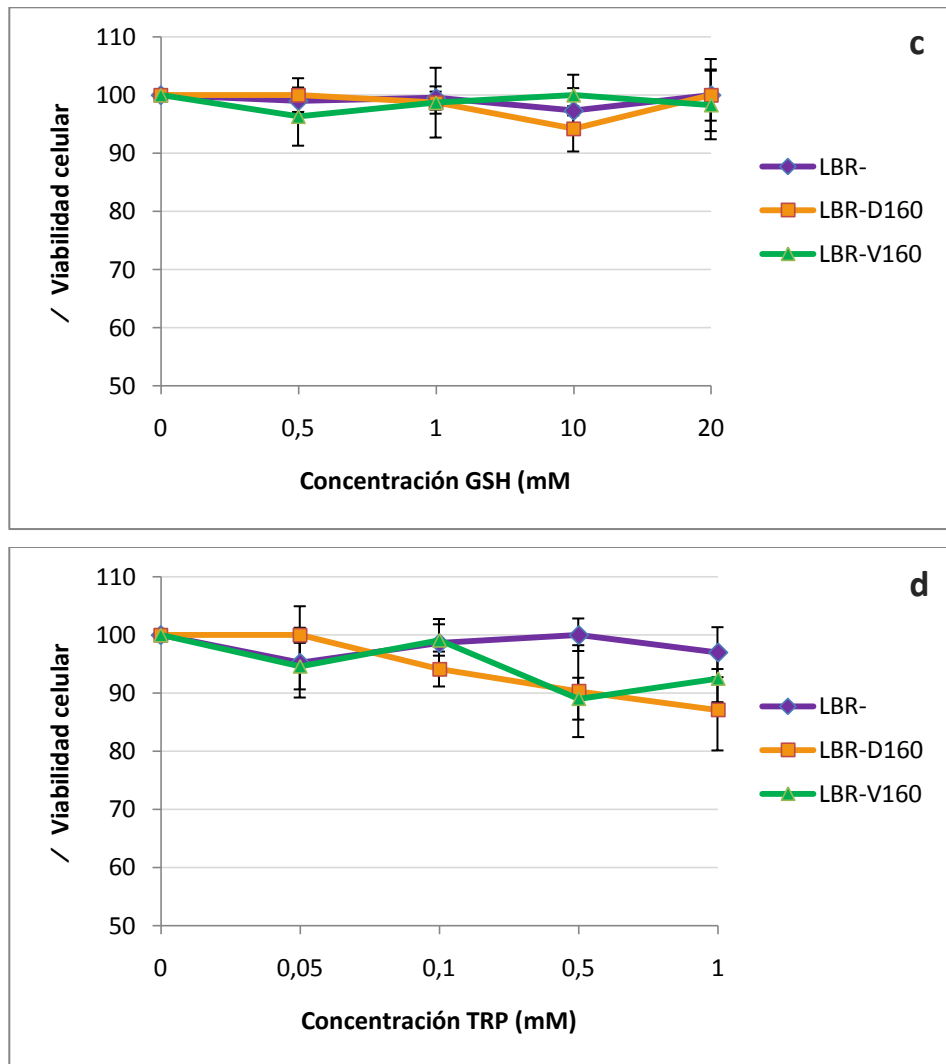 c
110
100
90
80
70
60
50
∕ Viabilidad celular
0 0,5 1 10 20
Concentración GSH (mM
LBR-
LBR-D160
LBR-V160
d
110
100
90
80
70
60
50
∕ Viabilidad celular
0 0,05 0,1 0,5 1
Concentración TRP (mM)
LBR-
LBR-D160
LBR-V160